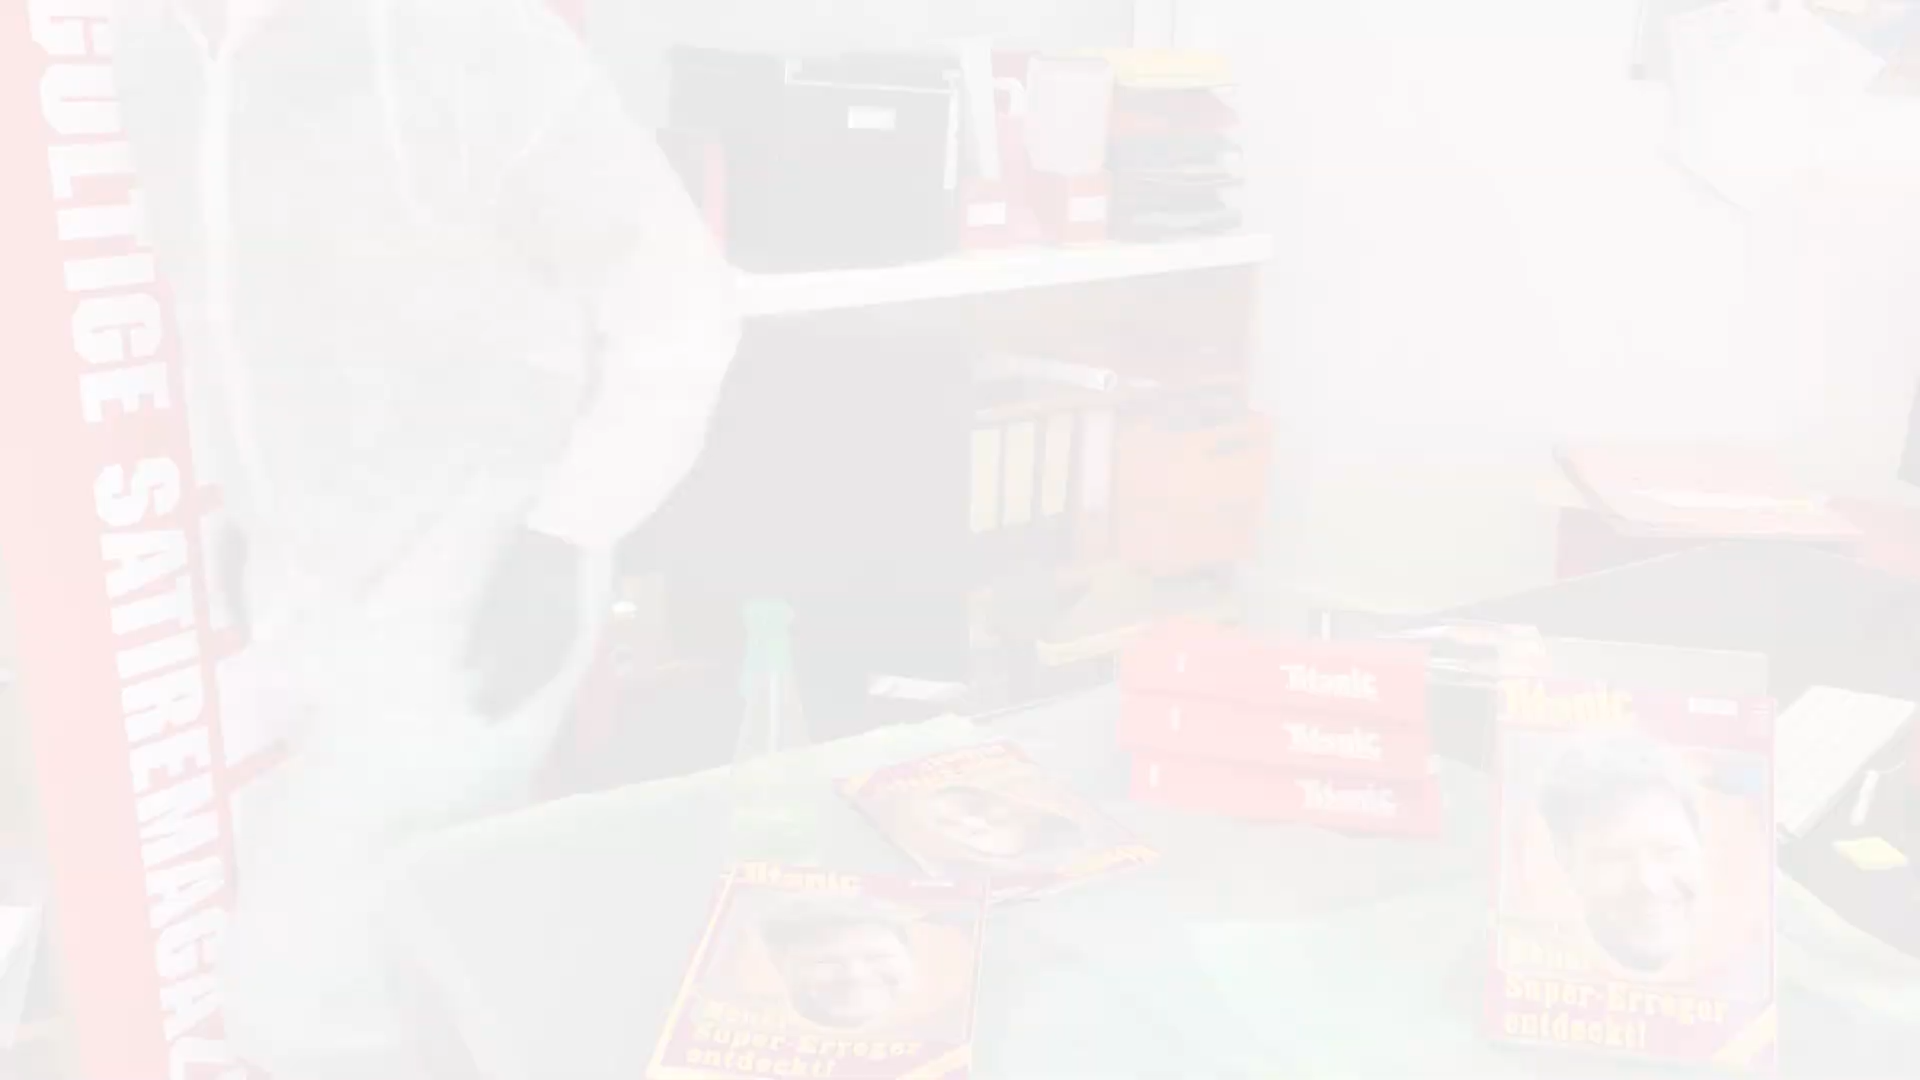 GÜLTIGE SATIREMAGA
Titanic
Titanic
Titanic
Titanic
Super-Erreger
entdeckt!
Titanic
Super-Erreger
entdeckt!